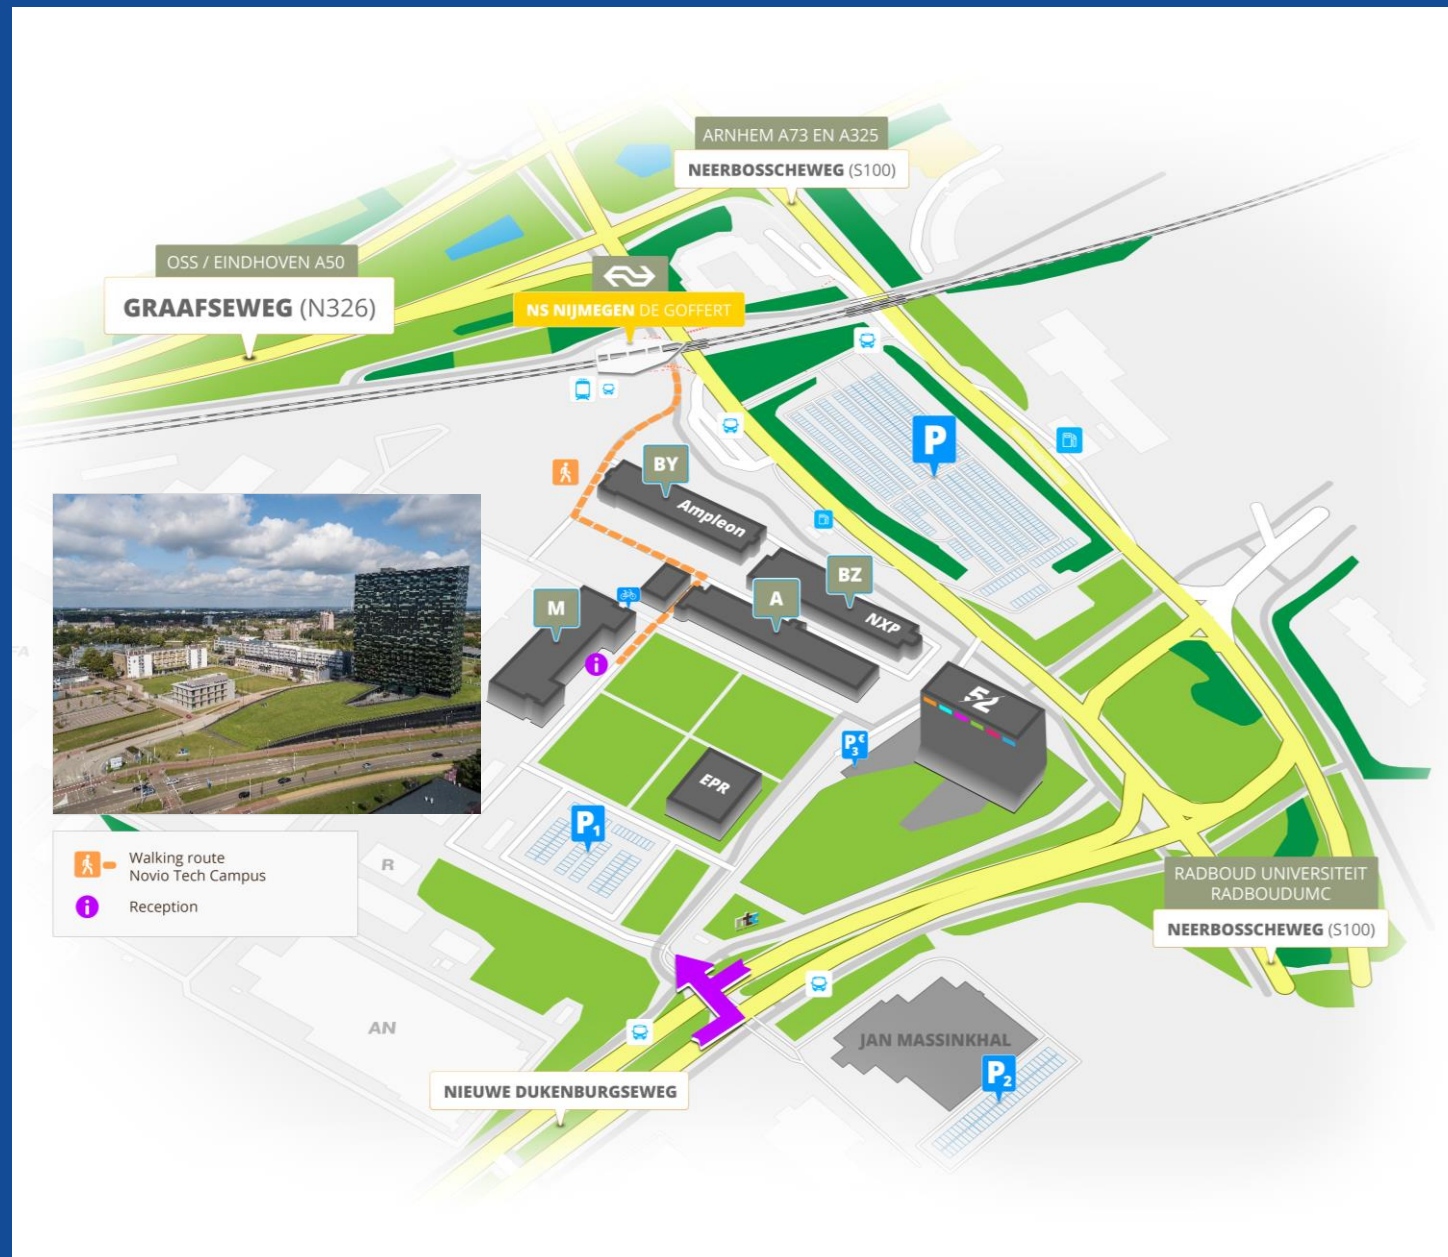 ARNHEM A73 EN A325
NEERBOSSCHEWEG (S100)
OSS / EINDHOVEN A50
GRAAFSEWEG (N326)
NS NIJMEGEN DE GOFFERT
P
BY
Ampleon
BZ
NXP
A
M
i
52
P3€
EPR
P1
Walking route
Novio Tech Campus
i
Reception
R
RADBOUD UNIVERSITEIT
RADBOUDUMC
NEERBOSSCHEWEG (S100)
ntc
AN
JAN MASSINKHAL
P2
NIEUWE DUKENBURGSEWEG